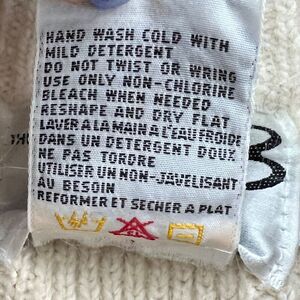 HAND WASH COLD WITH
MILD DETERGENT
DO NOT TWIST OR WRING
USE ONLY NON-CHLORINE
BLEACH WHEN NEEDED
RESHAPE AND DRY FLAT
LAVER A LA MAIN A L'EAU FROIDE
DANS UN DETERGENT DOUX
NE PAS TORDRE
UTILISER UN NON-JAVELISANT
AU BESOIN
REFORMER ET SECHER A PLAT